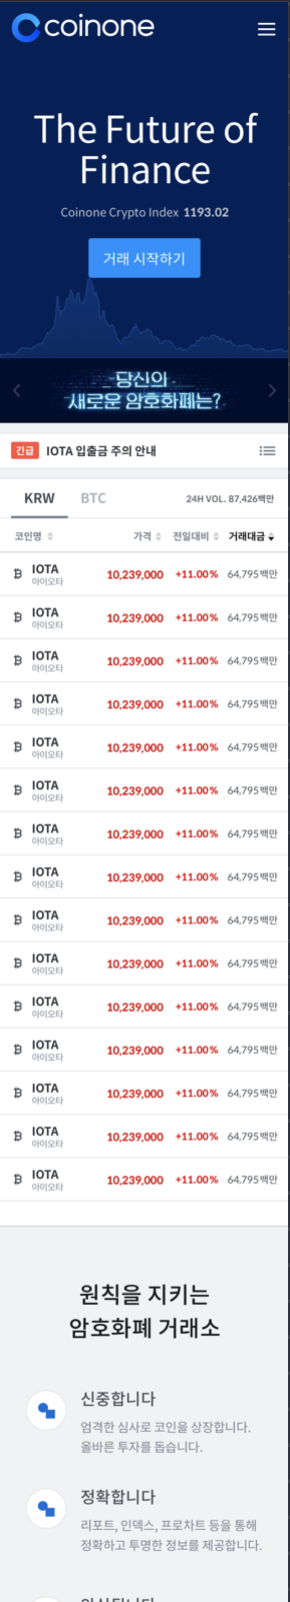 coinone
The Future of
Finance
Coinone Crypto Index 1193.02
거래 시작하기
당신의
새로운 암호화폐는?
긴급 IOTA 입출금 주의 안내
KRW BTC 24H VOL. 87,426백만
코인명 가격 전일대비 거래대금
IOTA 10,239,000 +11.00% 64,795백만
아이오타
IOTA 10,239,000 +11.00% 64,795백만
아이오타
IOTA 10,239,000 +11.00% 64,795백만
아이오타
IOTA 10,239,000 +11.00% 64,795백만
아이오타
IOTA 10,239,000 +11.00% 64,795백만
아이오타
IOTA 10,239,000 +11.00% 64,795백만
아이오타
IOTA 10,239,000 +11.00% 64,795백만
아이오타
IOTA 10,239,000 +11.00% 64,795백만
아이오타
IOTA 10,239,000 +11.00% 64,795백만
아이오타
IOTA 10,239,000 +11.00% 64,795백만
아이오타
IOTA 10,239,000 +11.00% 64,795백만
아이오타
IOTA 10,239,000 +11.00% 64,795백만
아이오타
IOTA 10,239,000 +11.00% 64,795백만
아이오타
IOTA 10,239,000 +11.00% 64,795백만
아이오타
IOTA 10,239,000 +11.00% 64,795백만
아이오타
원칙을 지키는
암호화폐 거래소
신중합니다
엄격한 심사로 코인을 상장합니다.
올바른 투자를 돕습니다.
정확합니다
리포트, 인덱스, 프로차트 등을 통해
정확하고 투명한 정보를 제공합니다.